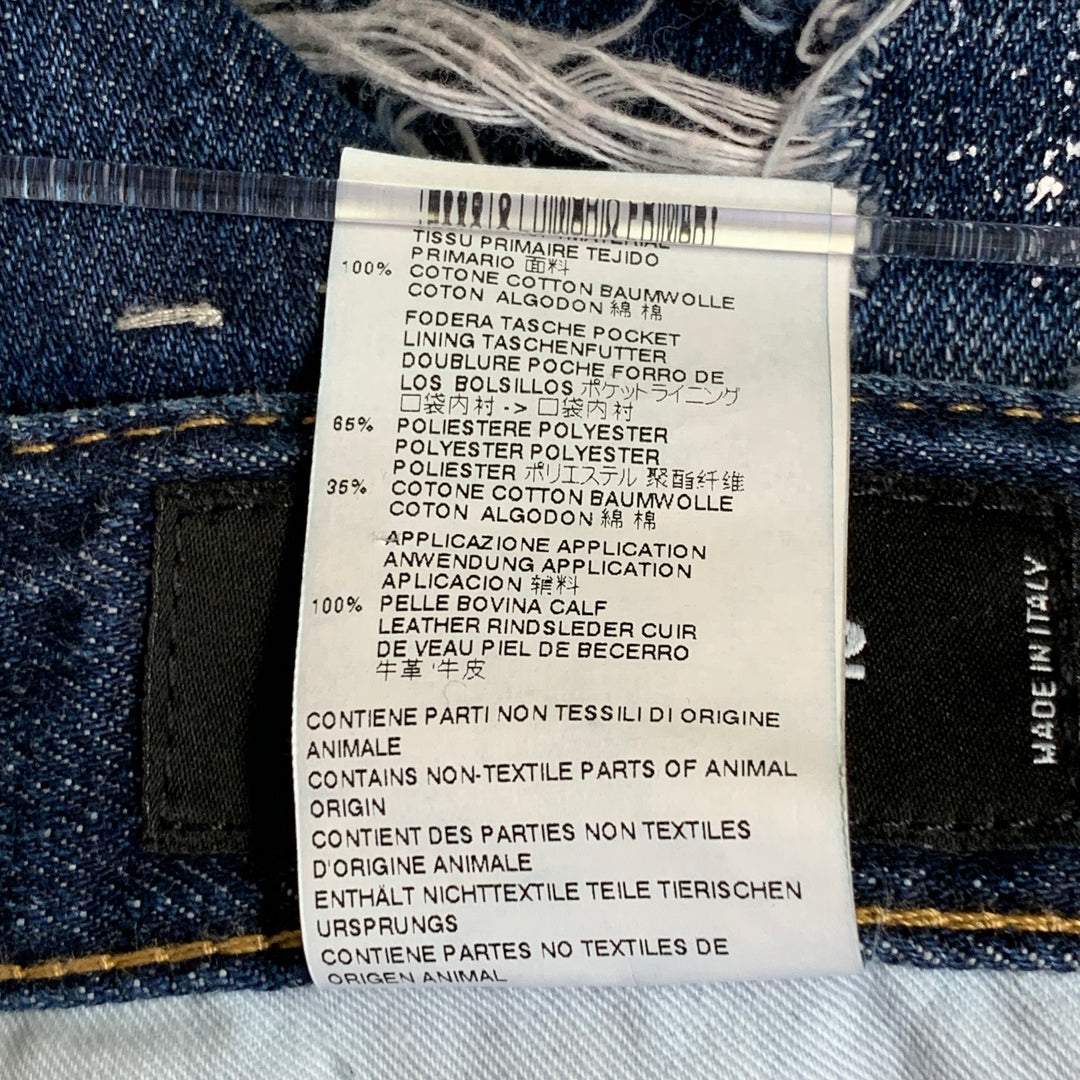 MATERIAL
TISSU PRIMAIRE TEJIDO
PRIMARIO 面料
100% COTONE COTTON BAUMWOLLE
COTON ALGODON 綿 棉
FODERA TASCHE POCKET
LINING TASCHENFUTTER
DOUBLURE POCHE FORRO DE
LOS BOLSILLOS ポケットライニング
口袋内衬 -> 口袋内衬
65% POLIESTERE POLYESTER
POLYESTER POLYESTER
POLIESTER ポリエステル 聚酯纤维
35% COTONE COTTON BAUMWOLLE
COTON ALGODON 綿 棉
APPLICAZIONE APPLICATION
ANWENDUNG APPLICATION
APLICACION 辅料
100% PELLE BOVINA CALF
LEATHER RINDSLEDER CUIR
DE VEAU PIEL DE BECERRO
牛革 牛皮
CONTIENE PARTI NON TESSILI DI ORIGINE
ANIMALE
CONTAINS NON-TEXTILE PARTS OF ANIMAL
ORIGIN
CONTIENT DES PARTIES NON TEXTILES
D'ORIGINE ANIMALE
ENTHÄLT NICHTTEXTILE TEILE TIERISCHEN
URSPRUNGS
CONTIENE PARTES NO TEXTILES DE
ORIGEN ANIMAL
MADE IN ITALY